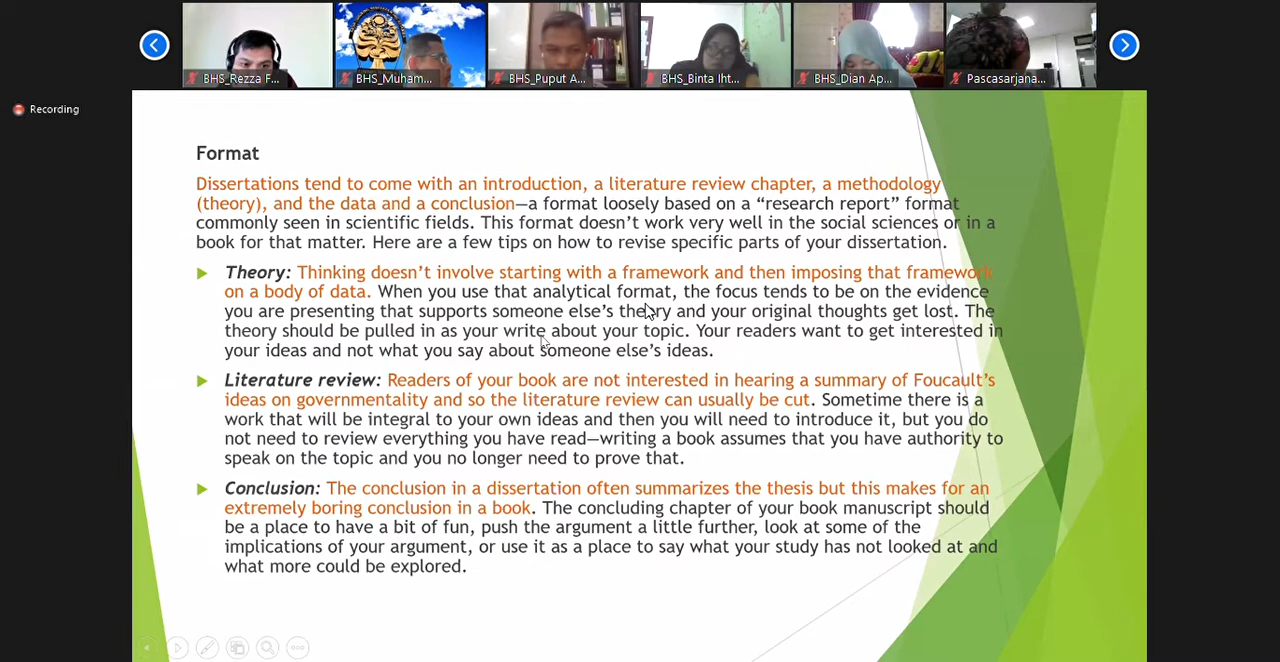 BHS_Rezza F...
BHS_Muham...
BHS_Puput A...
BHS_Binta Iht...
BHS_Dian Ap...
Pascasarjana...
Recording
Format
Dissertations tend to come with an introduction, a literature review chapter, a methodology
(theory), and the data and a conclusion—a format loosely based on a “research report” format
commonly seen in scientific fields. This format doesn’t work very well in the social sciences or in a
book for that matter. Here are a few tips on how to revise specific parts of your dissertation.
Theory: Thinking doesn’t involve starting with a framework and then imposing that framework
on a body of data. When you use that analytical format, the focus tends to be on the evidence
you are presenting that supports someone else’s theory and your original thoughts get lost. The
theory should be pulled in as your write about your topic. Your readers want to get interested in
your ideas and not what you say about someone else’s ideas.
Literature review: Readers of your book are not interested in hearing a summary of Foucault’s
ideas on governmentality and so the literature review can usually be cut. Sometime there is a
work that will be integral to your own ideas and then you will need to introduce it, but you do
not need to review everything you have read—writing a book assumes that you have authority to
speak on the topic and you no longer need to prove that.
Conclusion: The conclusion in a dissertation often summarizes the thesis but this makes for an
extremely boring conclusion in a book. The concluding chapter of your book manuscript should
be a place to have a bit of fun, push the argument a little further, look at some of the
implications of your argument, or use it as a place to say what your study has not looked at and
what more could be explored.